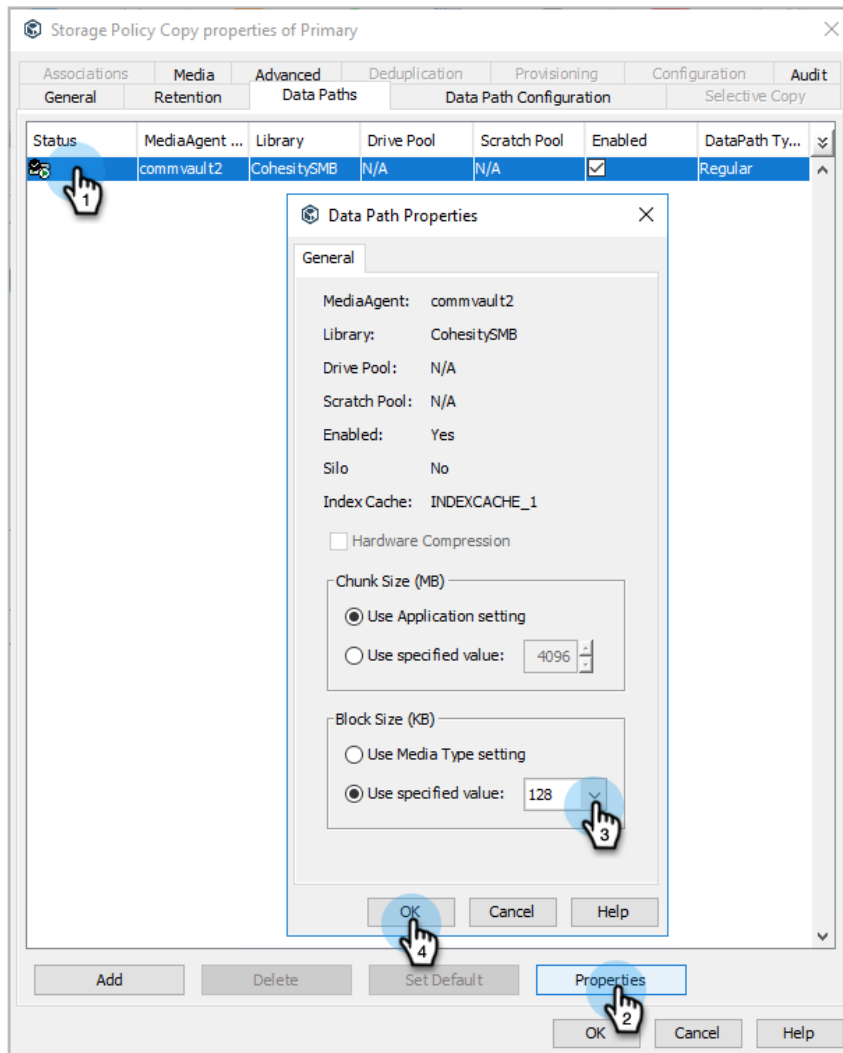 Storage Policy Copy properties of Primary
Associations Media Advanced Deduplication Provisioning Configuration Audit
General Retention Data Paths Data Path Configuration Selective Copy
Status MediaAgent ... Library Drive Pool Scratch Pool Enabled DataPath Ty...
commvault2 CohesitySMB N/A N/A Regular
1
Data Path Properties
General
MediaAgent: commvault2
Library: CohesitySMB
Drive Pool: N/A
Scratch Pool: N/A
Enabled: Yes
Silo No
Index Cache: INDEXCACHE_1
Hardware Compression
Chunk Size (MB)
Use Application setting
Use specified value: 4096
Block Size (KB)
Use Media Type setting
Use specified value: 128
3
OK Cancel Help
4
Add Delete Set Default Properties
2
OK Cancel Help